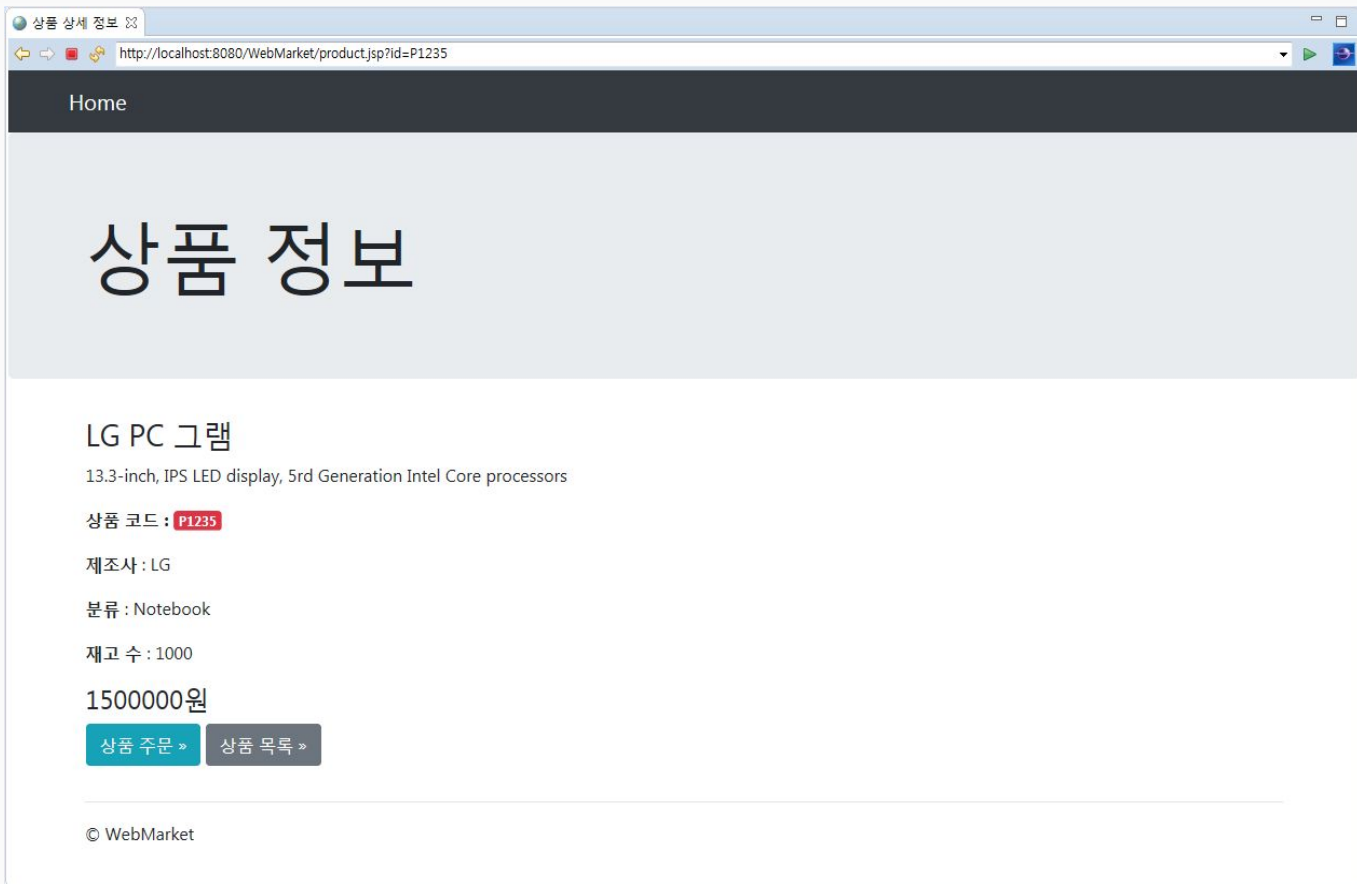 상품 상세 정보
http://localhost:8080/WebMarket/product.jsp?id=P1235
Home
상품 정보
LG PC 그램
13.3-inch, IPS LED display, 5rd Generation Intel Core processors
상품 코드 : P1235
제조사 : LG
분류 : Notebook
재고 수 : 1000
1500000원
상품 주문 » 상품 목록 »
© WebMarket